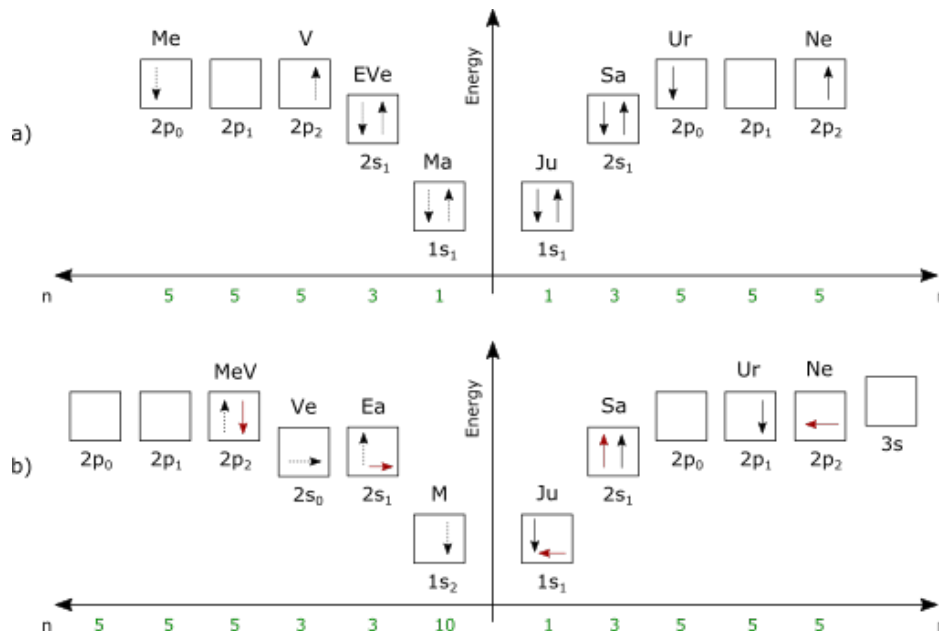 Me V Ur Ne
EVe Sa
Energy
a)
2p0 2p1 2p2 2p0 2p1 2p2
2s1 2s1
Ma Ju
1s1 1s1
n 5 5 5 3 1 1 3 5 5 5
MeV Ur Ne
Ve Ea Sa
Energy
3s
b)
2p0 2p1 2p2 2p0 2p1 2p2
2s0 2s1 2s1
M Ju
1s2 1s1
n 5 5 5 3 3 10 1 3 5 5 5